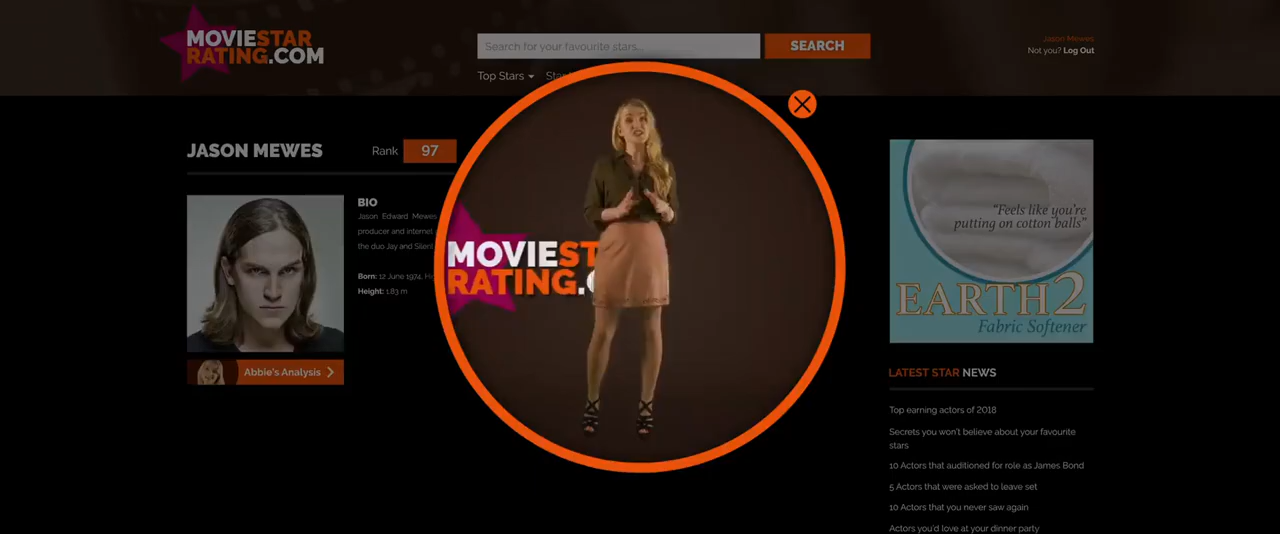 MOVIESTAR
RATING.COM
Search for your favourite stars...
SEARCH
Jason Mewes
Not you? Log Out
Top Stars
JASON MEWES
Rank 97
BIO
Jason Edward Mewes
producer and internet
the duo Jay and Silent
Born: 12 June 1974,
Height: 1.83 m
Abbie's Analysis
MOVIEST
RATING.
"Feels like you're
putting on cotton balls"
EARTH2
Fabric Softener
LATEST STAR NEWS
Top earning actors of 2018
Secrets you won't believe about your favourite
stars
10 Actors that auditioned for role as James Bond
5 Actors that were asked to leave set
10 Actors that you never saw again
Actors you'd love at your dinner party